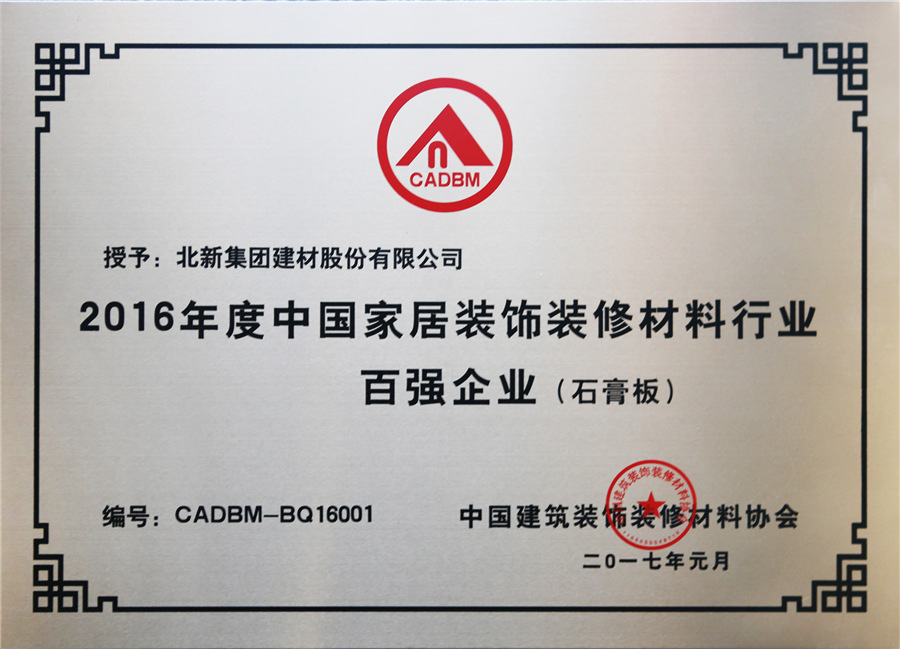 CADBM
授予：北新集团建材股份有限公司
2016年度中国家居装饰装修材料行业
百强企业（石膏板）
编号：CADBM—BQ16001
中国建筑装饰装修材料协会
二〇一七年元月